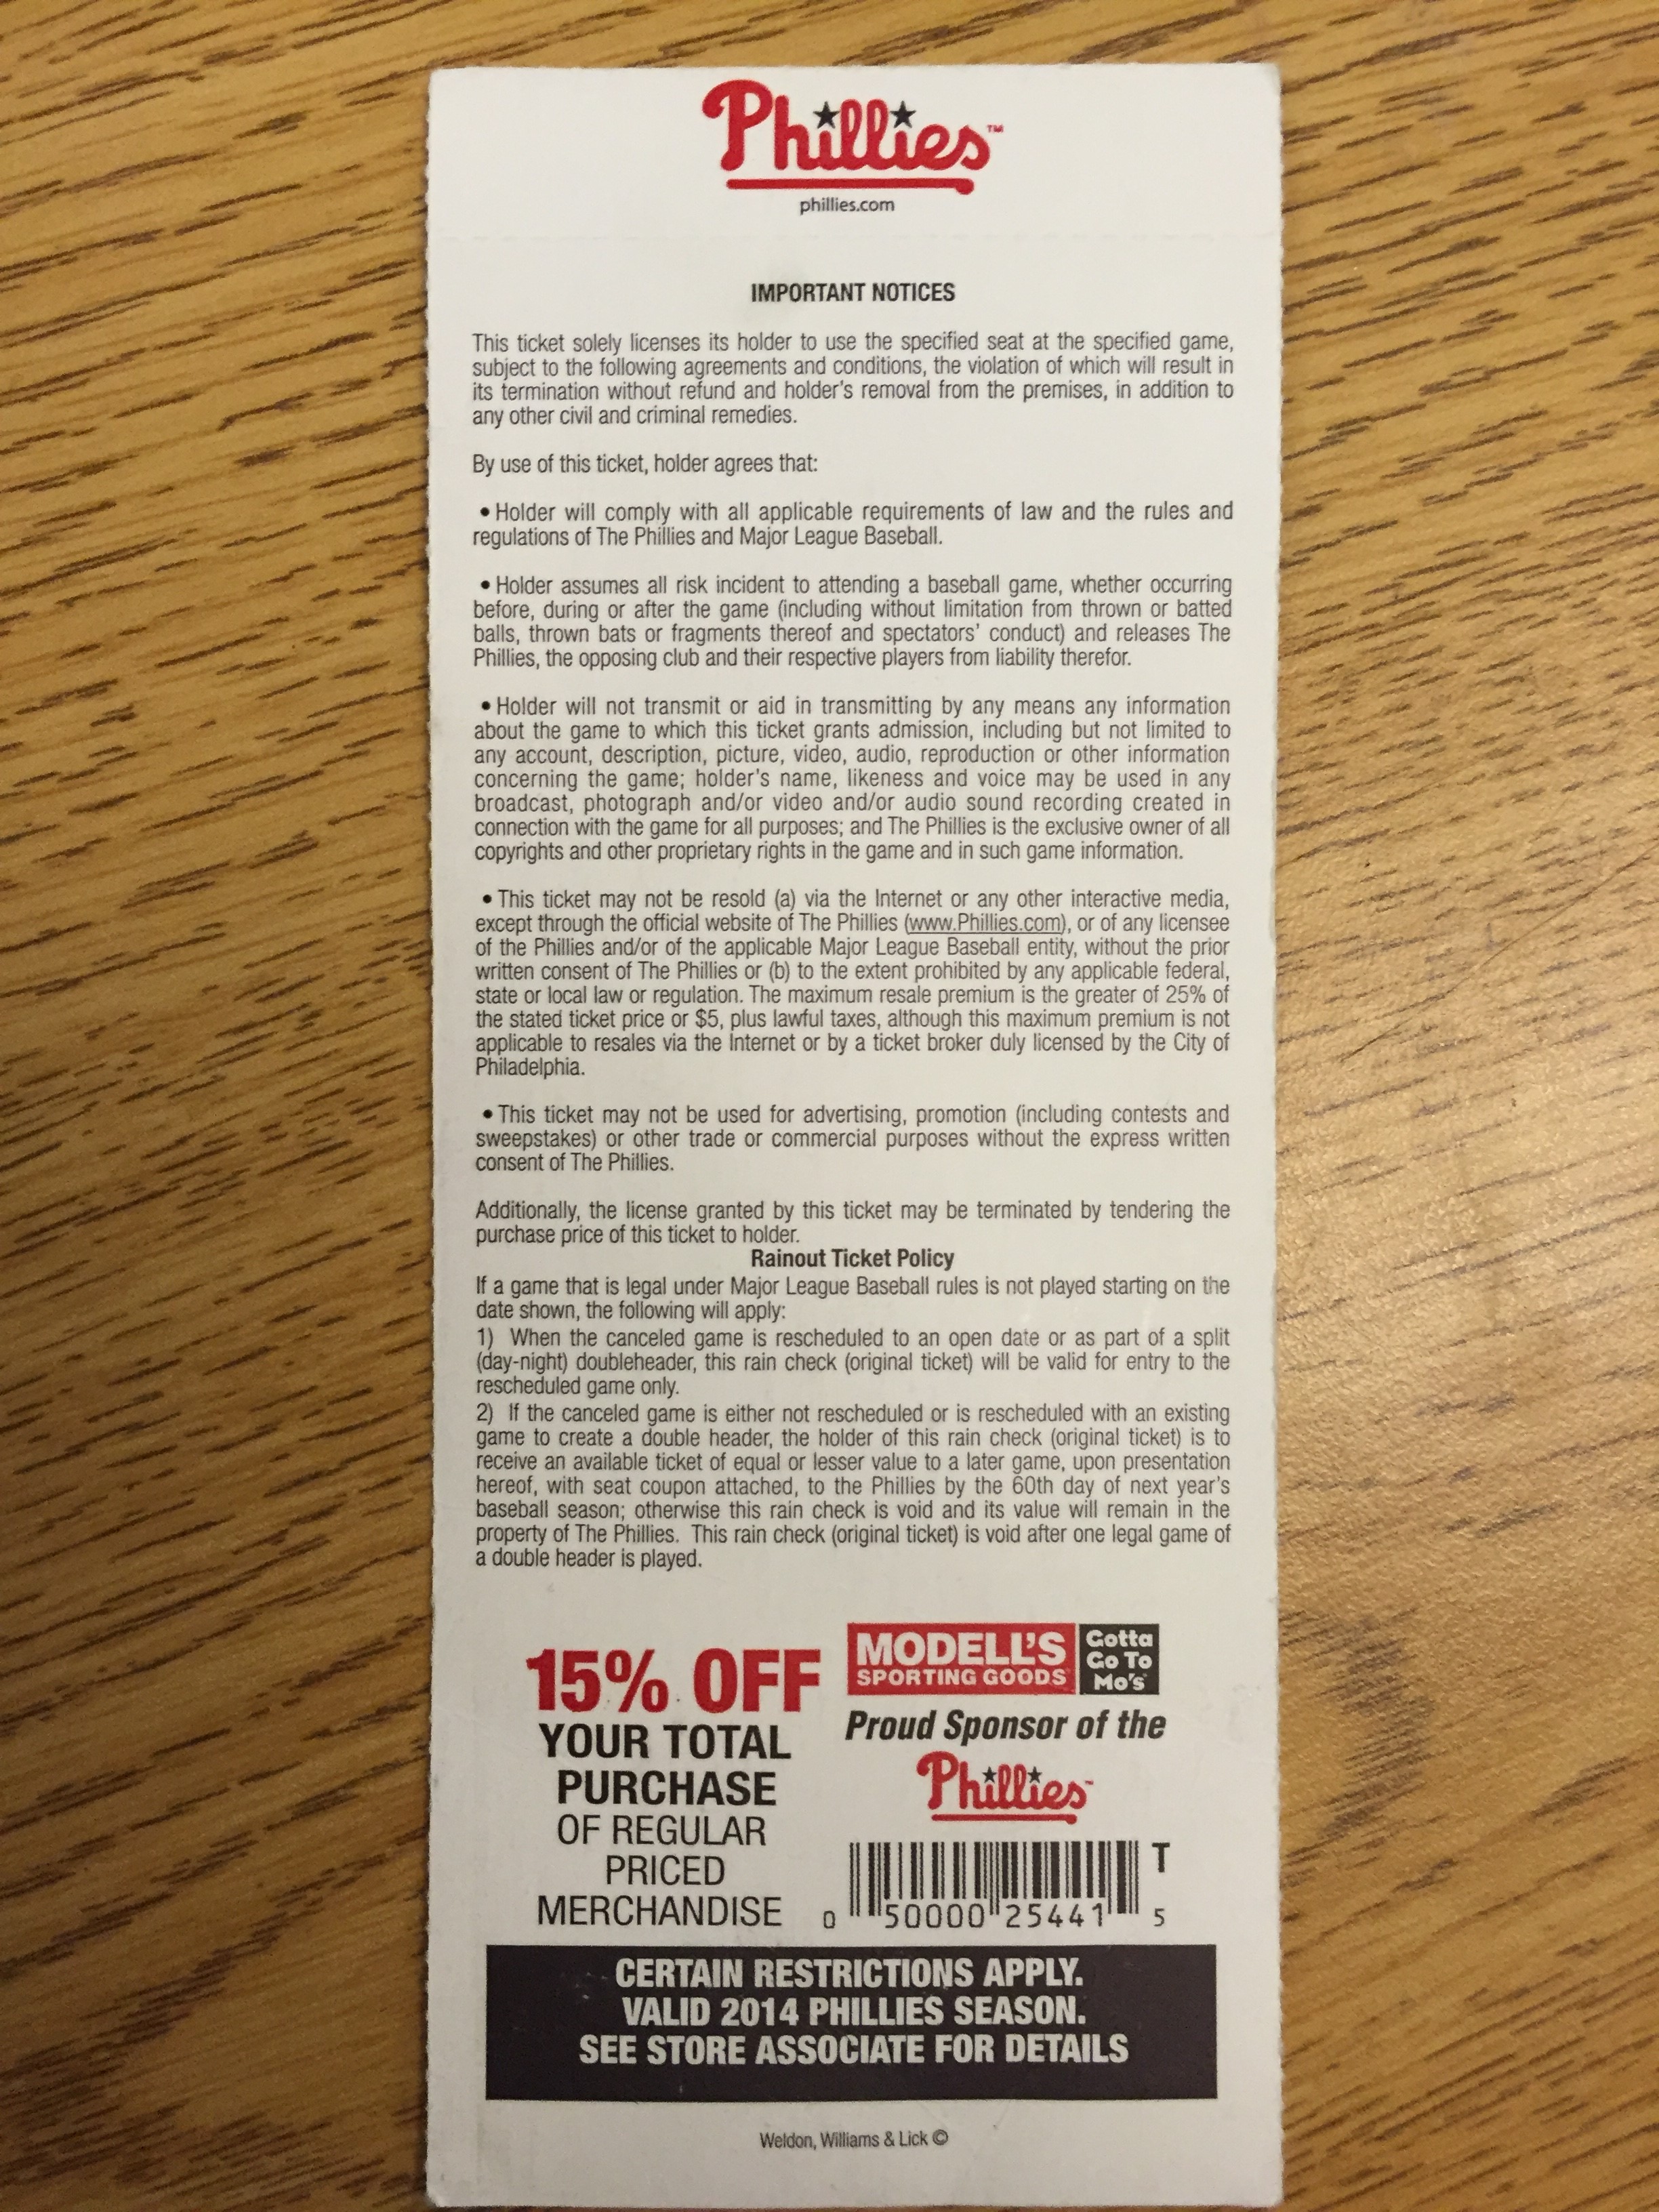 Phillies™
phillies.com
IMPORTANT NOTICES
This ticket solely licenses its holder to use the specified seat at the specified game,
subject to the following agreements and conditions, the violation of which will result in
its termination without refund and holder's removal from the premises, in addition to
any other civil and criminal remedies.
By use of this ticket, holder agrees that:
• Holder will comply with all applicable requirements of law and the rules and
regulations of The Phillies and Major League Baseball.
• Holder assumes all risk incident to attending a baseball game, whether occurring
before, during or after the game (including without limitation from thrown or batted
balls, thrown bats or fragments thereof and spectators' conduct) and releases The
Phillies, the opposing club and their respective players from liability therefor.
• Holder will not transmit or aid in transmitting by any means any information
about the game to which this ticket grants admission, including but not limited to
any account, description, picture, video, audio, reproduction or other information
concerning the game; holder's name, likeness and voice may be used in any
broadcast, photograph and/or video and/or audio sound recording created in
connection with the game for all purposes; and The Phillies is the exclusive owner of all
copyrights and other proprietary rights in the game and in such game information.
• This ticket may not be resold (a) via the Internet or any other interactive media,
except through the official website of The Phillies (www.Phillies.com), or of any licensee
of the Phillies and/or of the applicable Major League Baseball entity, without the prior
written consent of The Phillies or (b) to the extent prohibited by any applicable federal,
state or local law or regulation. The maximum resale premium is the greater of 25% of
the stated ticket price or $5, plus lawful taxes, although this maximum premium is not
applicable to resales via the Internet or by a ticket broker duly licensed by the City of
Philadelphia.
• This ticket may not be used for advertising, promotion (including contests and
sweepstakes) or other trade or commercial purposes without the express written
consent of The Phillies.
Additionally, the license granted by this ticket may be terminated by tendering the
purchase price of this ticket to holder.
Rainout Ticket Policy
If a game that is legal under Major League Baseball rules is not played starting on the
date shown, the following will apply:
1) When the canceled game is rescheduled to an open date or as part of a split
(day-night) doubleheader, this rain check (original ticket) will be valid for entry to the
rescheduled game only.
2) If the canceled game is either not rescheduled or is rescheduled with an existing
game to create a double header, the holder of this rain check (original ticket) is to
receive an available ticket of equal or lesser value to a later game, upon presentation
hereof, with seat coupon attached, to the Phillies by the 60th day of next year's
baseball season; otherwise this rain check is void and its value will remain in the
property of The Phillies. This rain check (original ticket) is void after one legal game of
a double header is played.
15% OFF
YOUR TOTAL
PURCHASE
OF REGULAR
PRICED
MERCHANDISE
MODELL'S
SPORTING GOODS
Gotta
Go To
Mo's
Proud Sponsor of the
Phillies™
T
0 50000 25441 5
CERTAIN RESTRICTIONS APPLY.
VALID 2014 PHILLIES SEASON.
SEE STORE ASSOCIATE FOR DETAILS
Weldon, Williams & Lick ©